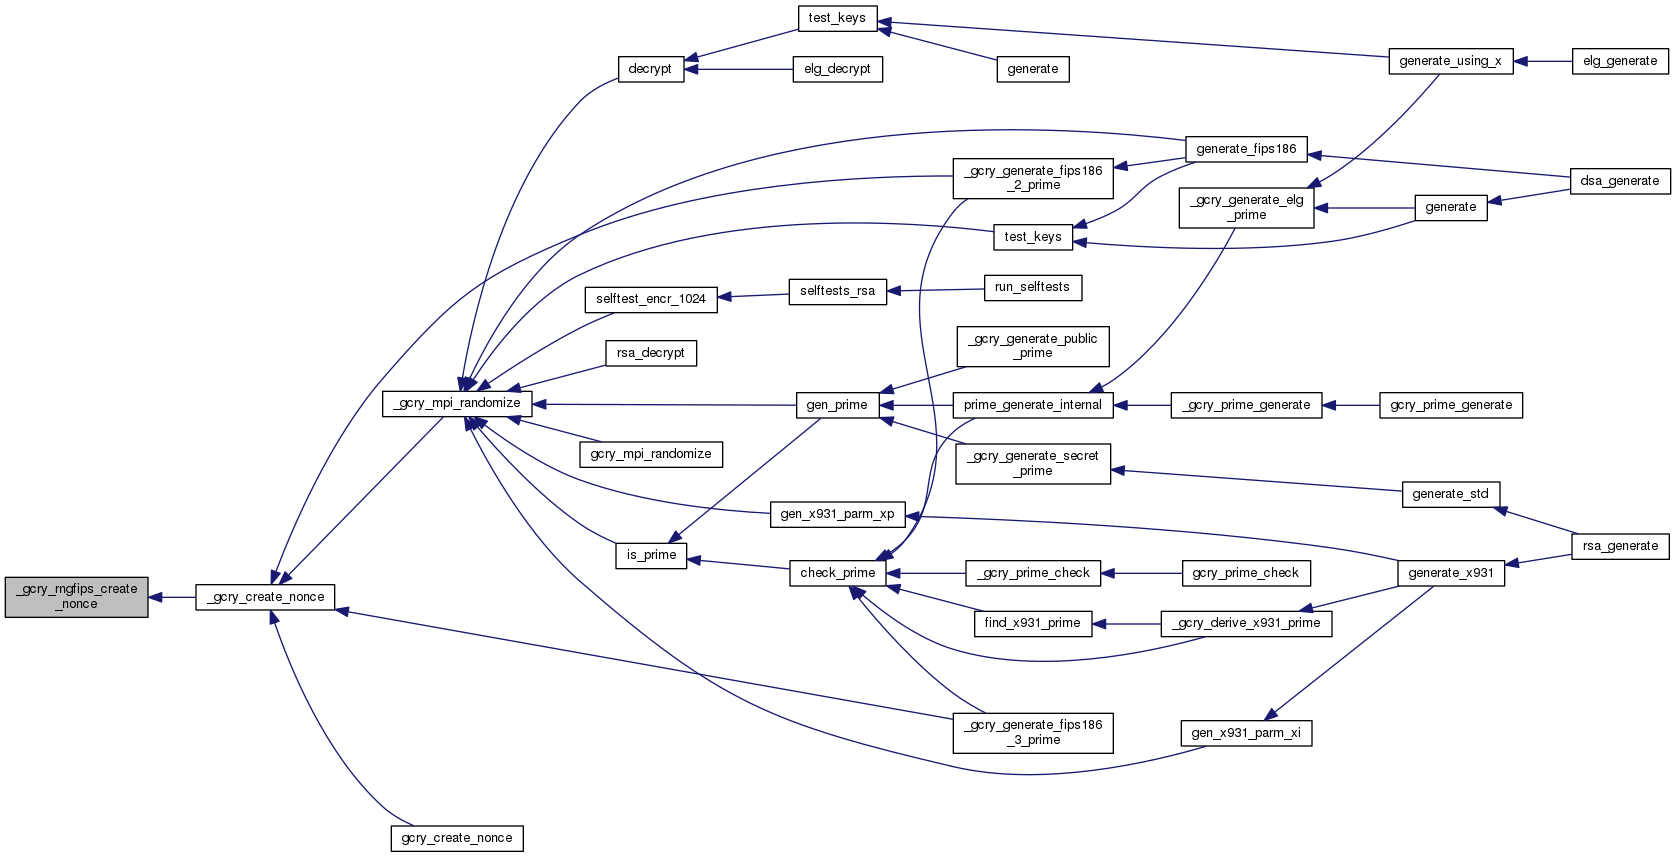 test_keys
decrypt
elg_decrypt
generate
generate_using_x
elg_generate
generate_fips186
_gcry_generate_fips186
_2_prime
dsa_generate
_gcry_generate_elg
_prime
generate
test_keys
selftest_encr_1024
selftests_rsa
run_selftests
rsa_decrypt
_gcry_generate_public
_prime
_gcry_mpi_randomize
gen_prime
prime_generate_internal
_gcry_prime_generate
gcry_prime_generate
gcry_mpi_randomize
_gcry_generate_secret
_prime
generate_std
gen_x931_parm_xp
is_prime
rsa_generate
_gcry_rngfips_create
_nonce
_gcry_create_nonce
check_prime
_gcry_prime_check
gcry_prime_check
generate_x931
find_x931_prime
_gcry_derive_x931_prime
_gcry_generate_fips186
_3_prime
gen_x931_parm_xi
gcry_create_nonce